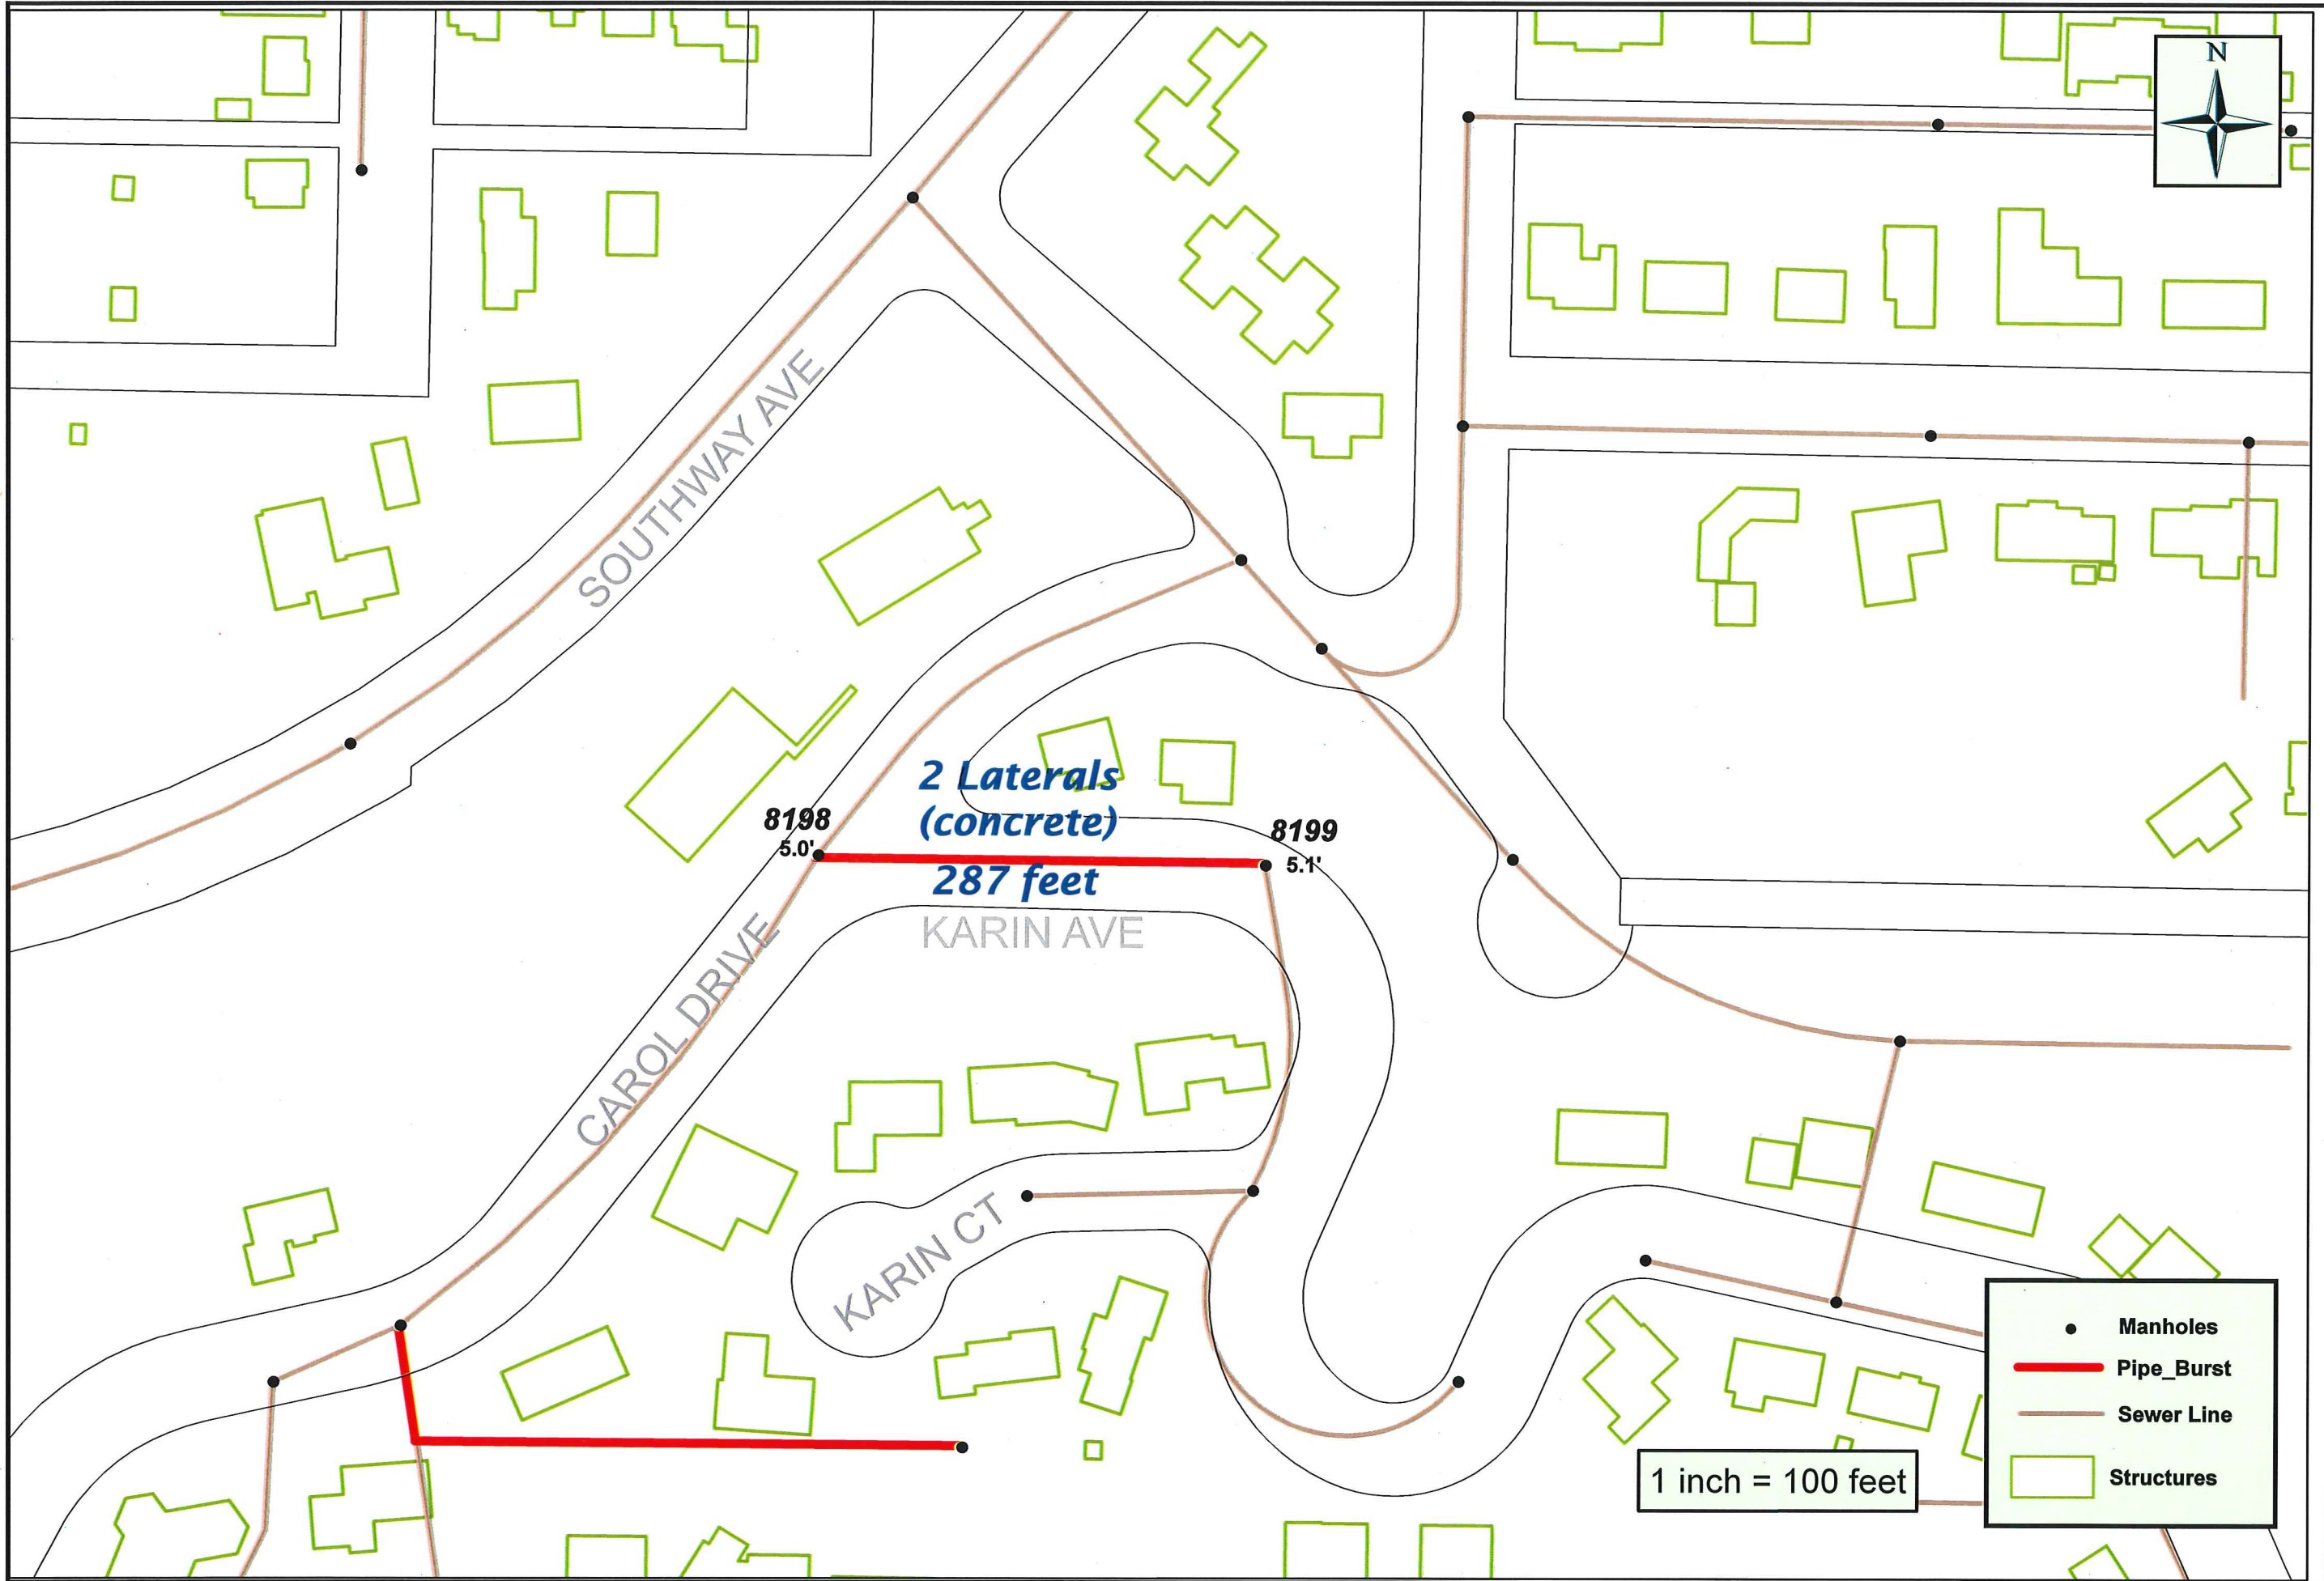 N
SOUTHWAY AVE
2 Laterals
(concrete)
8198
5.0'
8199
5.1'
287 feet
KARIN AVE
CAROL DRIVE
KARIN CT
Manholes
Pipe_Burst
Sewer Line
Structures
1 inch = 100 feet